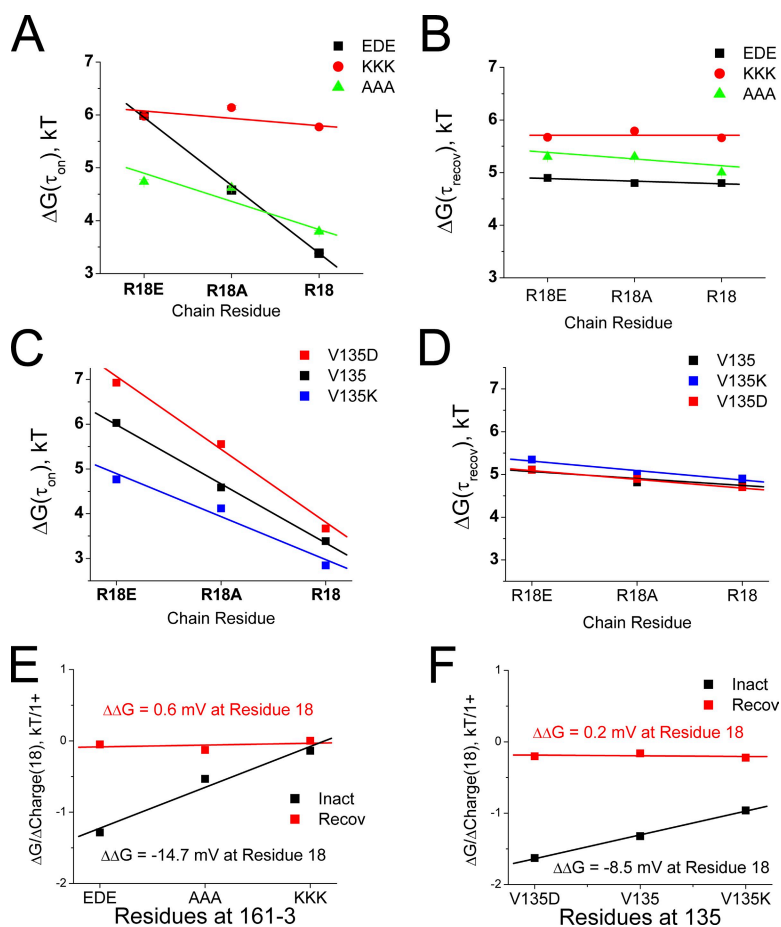 A
EDE
KKK
AAA
7
6
5
4
3
ΔG(τon), kT
R18E R18A R18
Chain Residue
B
EDE
KKK
AAA
7
6
5
4
3
ΔG(τrecov), kT
R18E R18A R18
Chain Residue
C
V135D
V135
V135K
7
6
5
4
3
ΔG(τon), kT
R18E R18A R18
Chain Residue
D
V135
V135K
V135D
7
6
5
4
3
ΔG(τrecov), kT
R18E R18A R18
Chain Residue
E
1
0
-1
-2
ΔG/ΔCharge(18), kT/1+
ΔΔG = 0.6 mV at Residue 18
Inact
Recov
ΔΔG = -14.7 mV at Residue 18
EDE AAA KKK
Residues at 161-3
F
1
0
-1
-2
ΔG/ΔCharge(18), kT/1+
Inact
Recov
ΔΔG = 0.2 mV at Residue 18
ΔΔG = -8.5 mV at Residue 18
V135D V135 V135K
Residues at 135